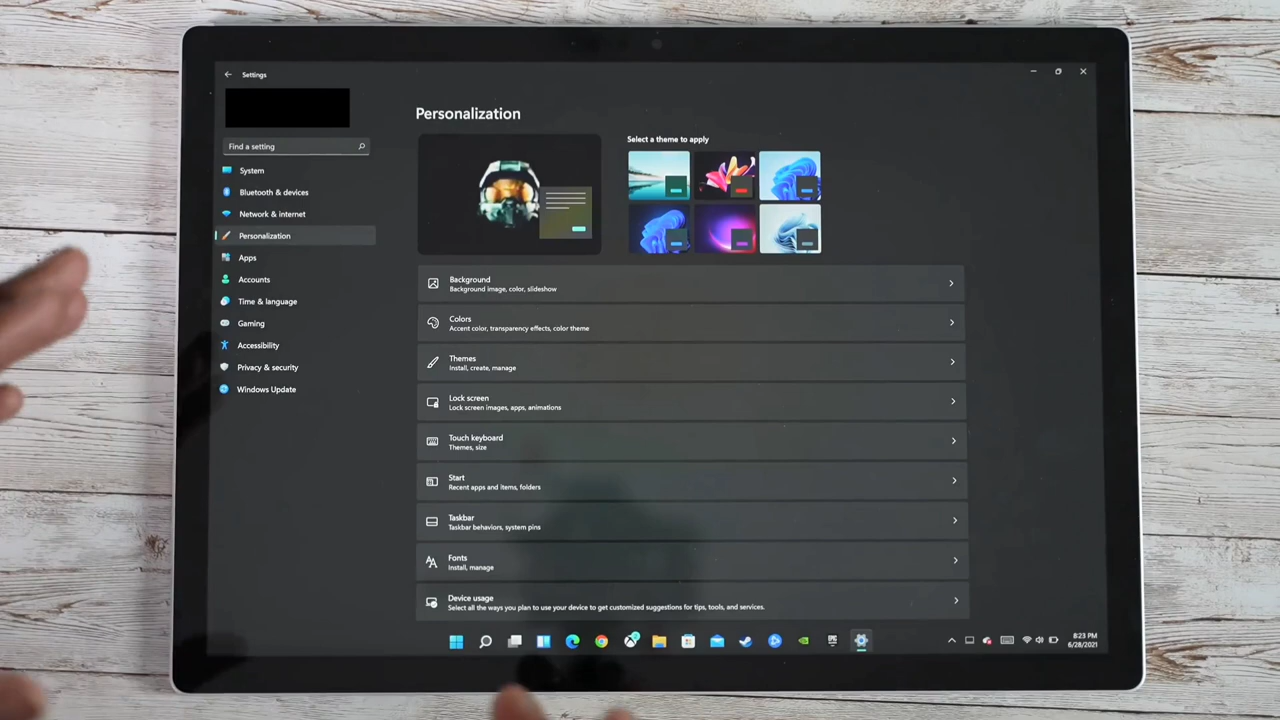 Settings
Find a setting
System
Bluetooth & devices
Network & internet
Personalization
Apps
Accounts
Time & language
Gaming
Accessibility
Privacy & security
Windows Update
Personalization
Select a theme to apply
Background
Background image, color, slideshow
Colors
Accent color, transparency effects, color theme
Themes
Install, create, manage
Lock screen
Lock screen images, apps, animations
Touch keyboard
Themes, size
Start
Recent apps and items, folders
Taskbar
Taskbar behaviors, system pins
Fonts
Install, manage
Device usage
Select all the ways you plan to use your device to get customized suggestions for tips, tools, and services.
8:23 PM
6/28/2021